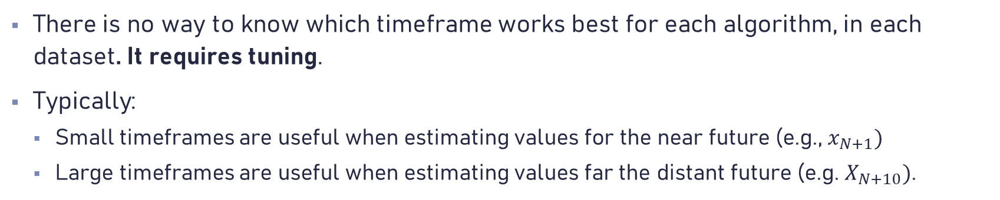 ▪ There is no way to know which timeframe works best for each algorithm, in each
dataset. It requires tuning.
▪ Typically:
▪ Small timeframes are useful when estimating values for the near future (e.g., x_{N+1})
▪ Large timeframes are useful when estimating values far the distant future (e.g. X_{N+10}).